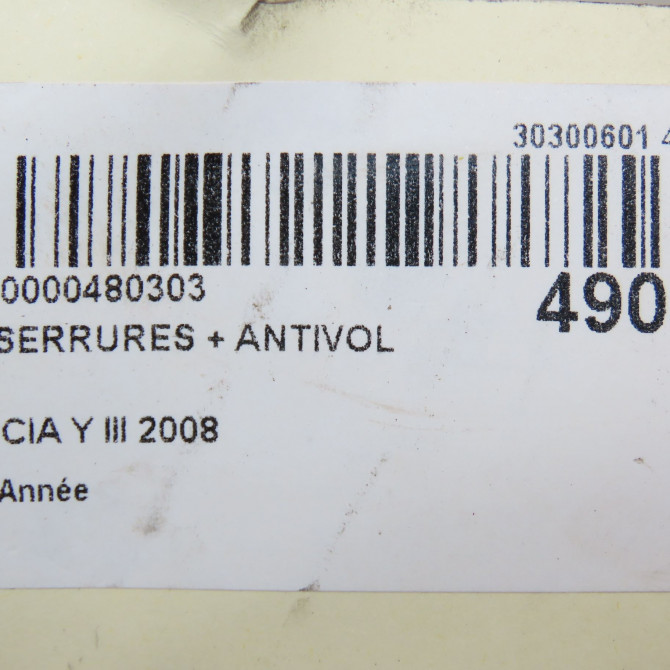 30300601 4
0000480303
490
SERRURES + ANTIVOL
CIA Y III 2008
Année